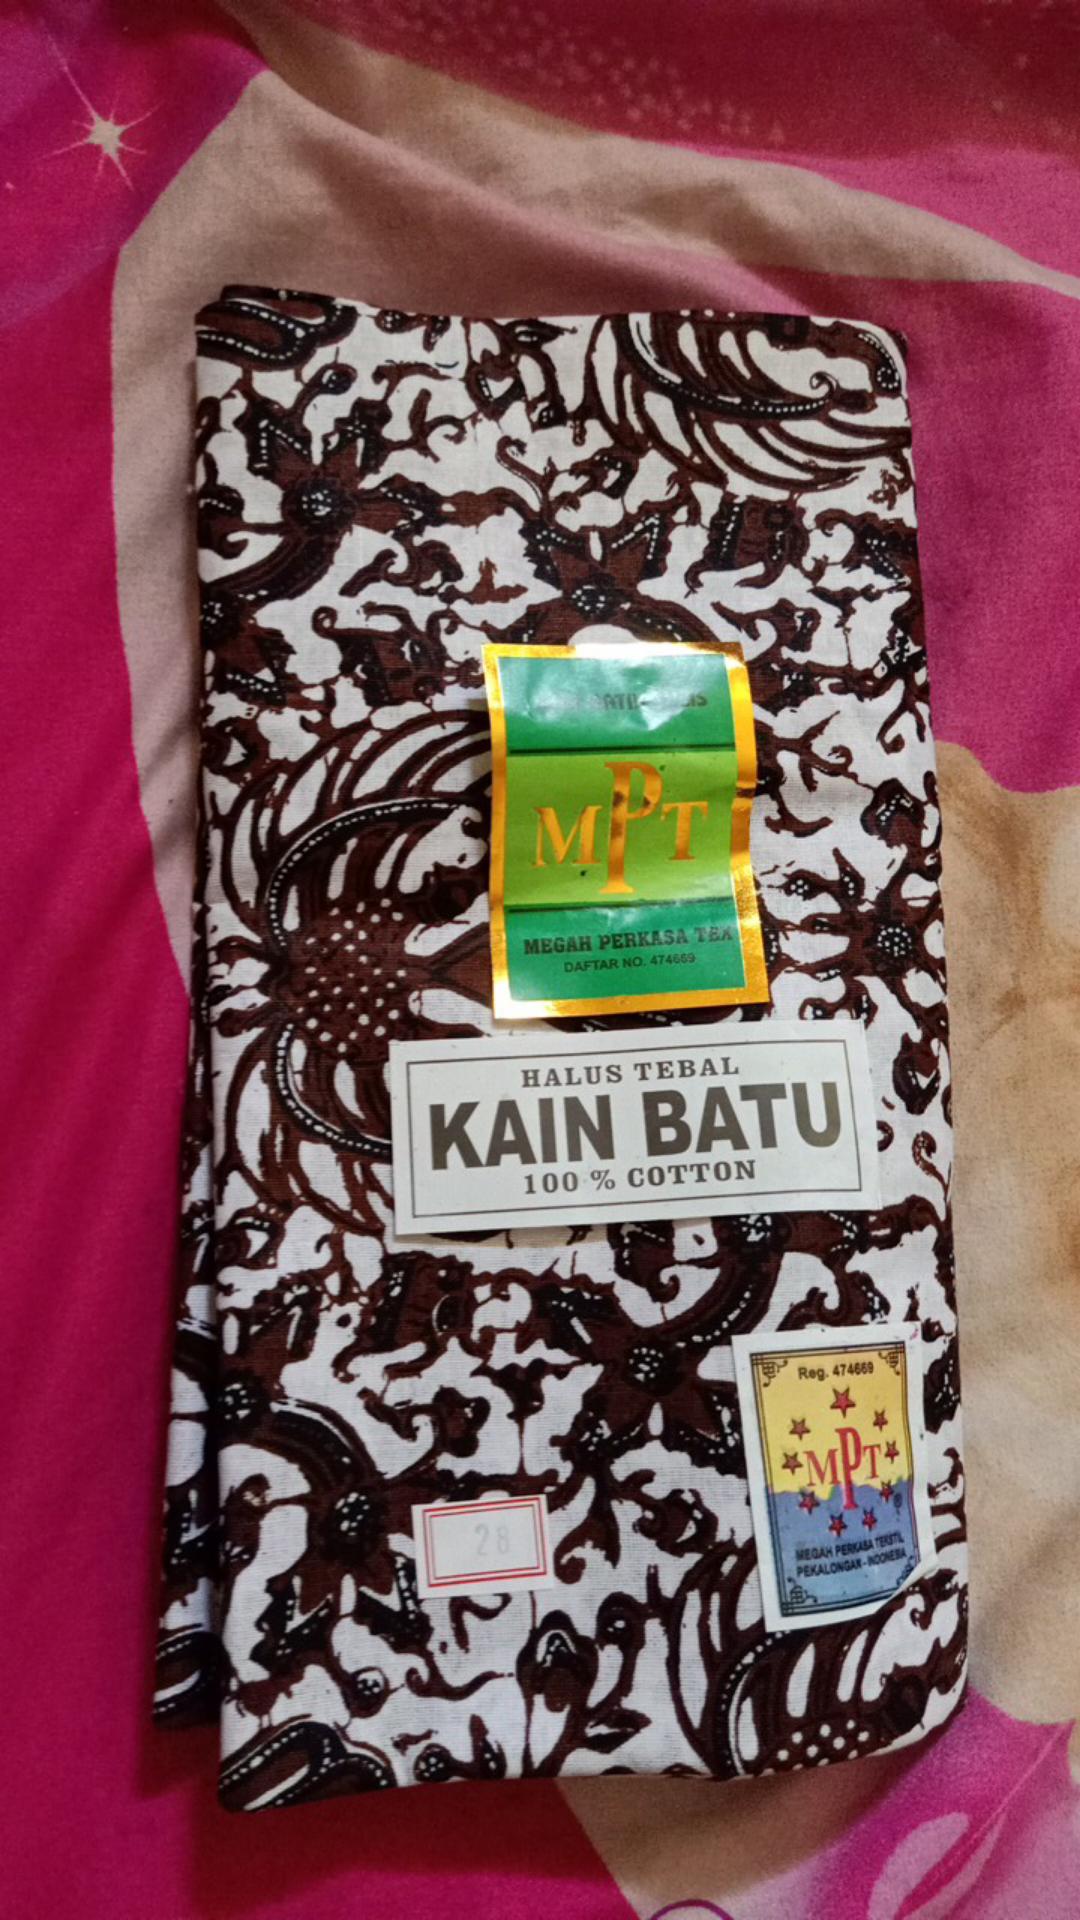 MPT
MEGAH PERKASA TEX
DAFTAR NO. 474669
HALUS TEBAL
KAIN BATU
100 % COTTON
Reg. 474669
MPT
®
MEGAH PERKASA TEKSTIL
PEKALONGAN - INDONESIA
28